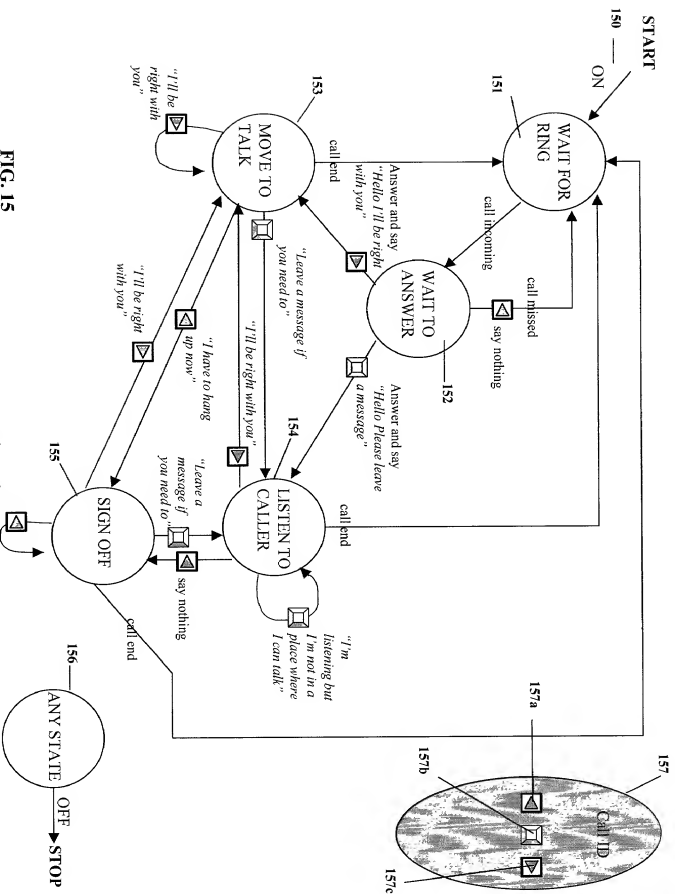 START
150
ON
151
WAIT FOR
RING
call incoming
call missed
say nothing
WAIT TO
ANSWER
152
Answer and say
"Hello I'll be right
with you"
Answer and say
"Hello Please leave
a message"
call end
153
MOVE TO
TALK
"I'll be
right with
you"
"Leave a message if
you need to"
"I'll be right with you"
154
LISTEN TO
CALLER
call end
"I'm
listening but
I'm not in a
place where
I can talk"
"I have to hang
up now"
"I'll be right
with you"
"Leave a
message if
you need to"
say nothing
155
SIGN OFF
call end
156
ANY STATE
OFF
STOP
157
157a
157b
157c
Call ID
FIG. 15